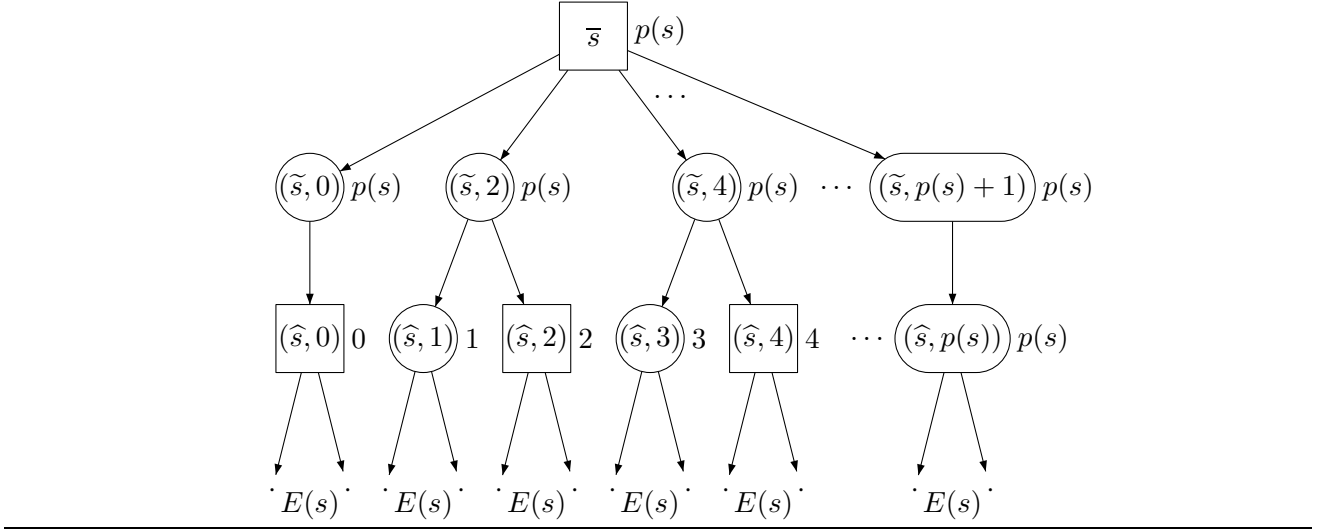 s̅ p(s)
⋯
(s̃, 0) p(s) (s̃, 2) p(s) (s̃, 4) p(s) ⋯ (s̃, p(s) + 1) p(s)
(ŝ, 0) 0 (ŝ, 1) 1 (ŝ, 2) 2 (ŝ, 3) 3 (ŝ, 4) 4 ⋯ (ŝ, p(s)) p(s)
· E(s) · · E(s) · · E(s) · · E(s) · · E(s) · · E(s) ·